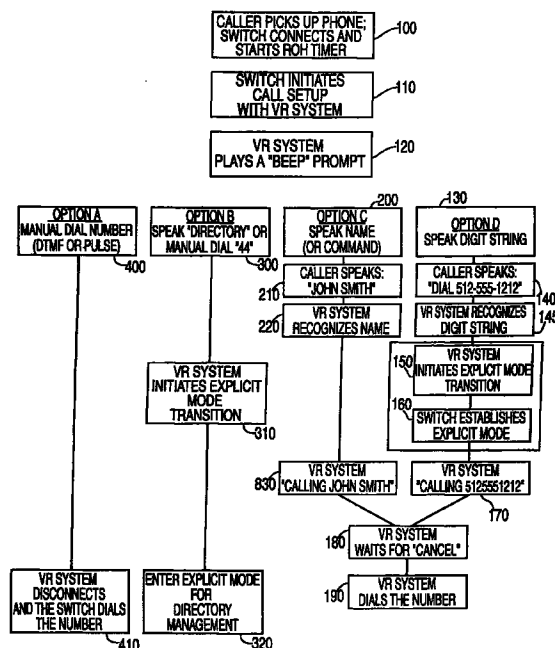 CALLER PICKS UP PHONE;
SWITCH CONNECTS AND
STARTS ROH TIMER
100
SWITCH INITIATES
CALL SETUP
WITH VR SYSTEM
110
VR SYSTEM
PLAYS A "BEEP" PROMPT
120
OPTION A
MANUAL DIAL NUMBER
(DTMF OR PULSE)
400
OPTION B
SPEAK "DIRECTORY" OR
MANUAL DIAL "44"
300
200
OPTION C
SPEAK NAME
(OR COMMAND)
130
OPTION D
SPEAK DIGIT STRING
210
CALLER SPEAKS:
"JOHN SMITH"
CALLER SPEAKS:
"DIAL 512-555-1212"
140
220
VR SYSTEM
RECOGNIZES NAME
VR SYSTEM RECOGNIZES
DIGIT STRING
145
VR SYSTEM
INITIATES EXPLICIT
MODE
TRANSITION
310
150
VR SYSTEM
INITIATES EXPLICIT MODE
TRANSITION
160
SWITCH ESTABLISHES
EXPLICIT MODE
830
VR SYSTEM
"CALLING JOHN SMITH"
VR SYSTEM
"CALLING 5125551212"
170
180
VR SYSTEM
WAITS FOR "CANCEL"
190
VR SYSTEM
DIALS THE NUMBER
VR SYSTEM
DISCONNECTS
AND THE SWITCH DIALS
THE NUMBER
410
ENTER EXPLICIT MODE
FOR
DIRECTORY
MANAGEMENT
320